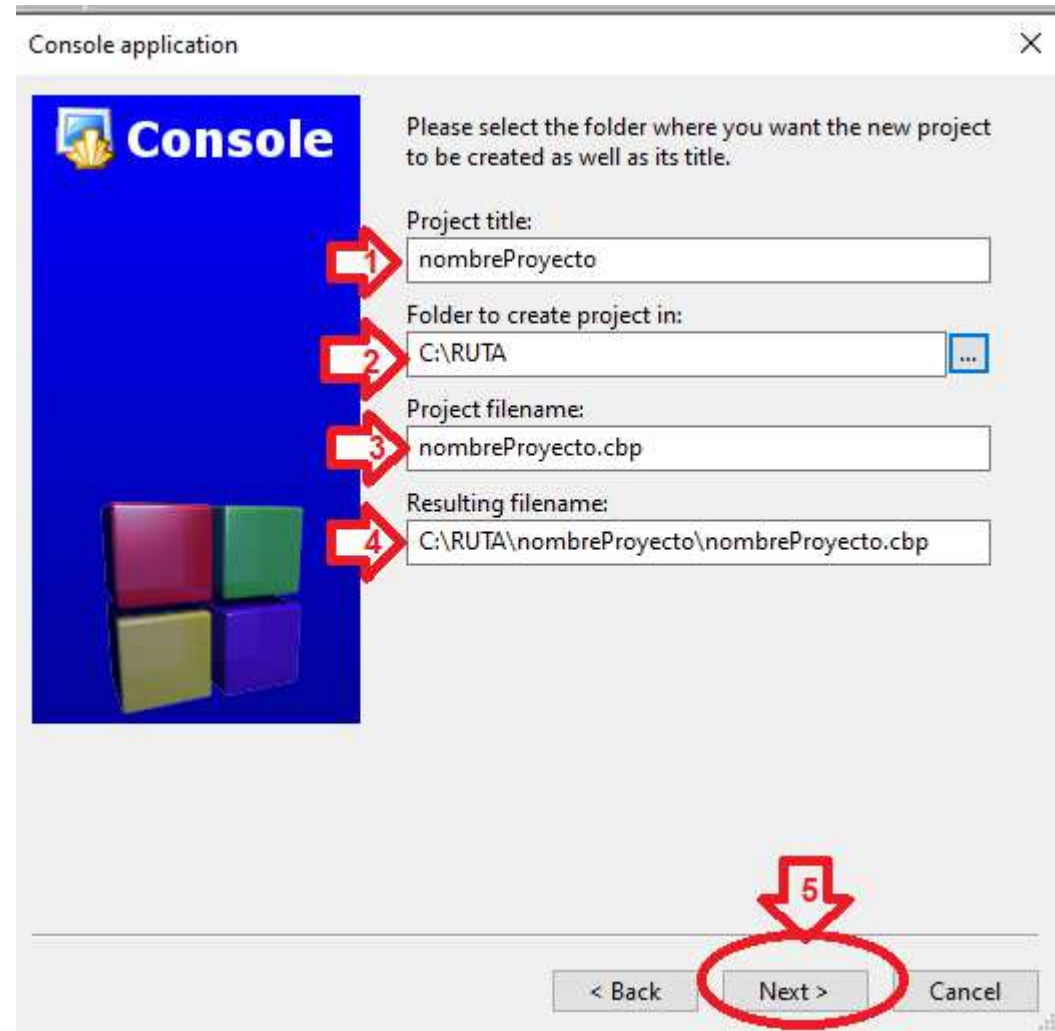 Console application
Console
Please select the folder where you want the new project
to be created as well as its title.
Project title:
1
nombreProyecto
Folder to create project in:
2
C:\RUTA
...
Project filename:
3
nombreProyecto.cbp
Resulting filename:
4
C:\RUTA\nombreProyecto\nombreProyecto.cbp
5
< Back
Next >
Cancel